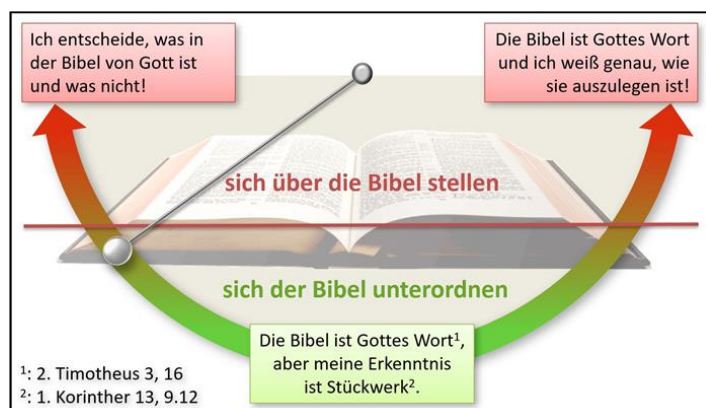 Ich entscheide, was in
der Bibel von Gott ist
und was nicht!
Die Bibel ist Gottes Wort
und ich weiß genau, wie
sie auszulegen ist!
sich über die Bibel stellen
sich der Bibel unterordnen
Die Bibel ist Gottes Wort¹,
aber meine Erkenntnis
ist Stückwerk².
¹: 2. Timotheus 3, 16
²: 1. Korinther 13, 9.12